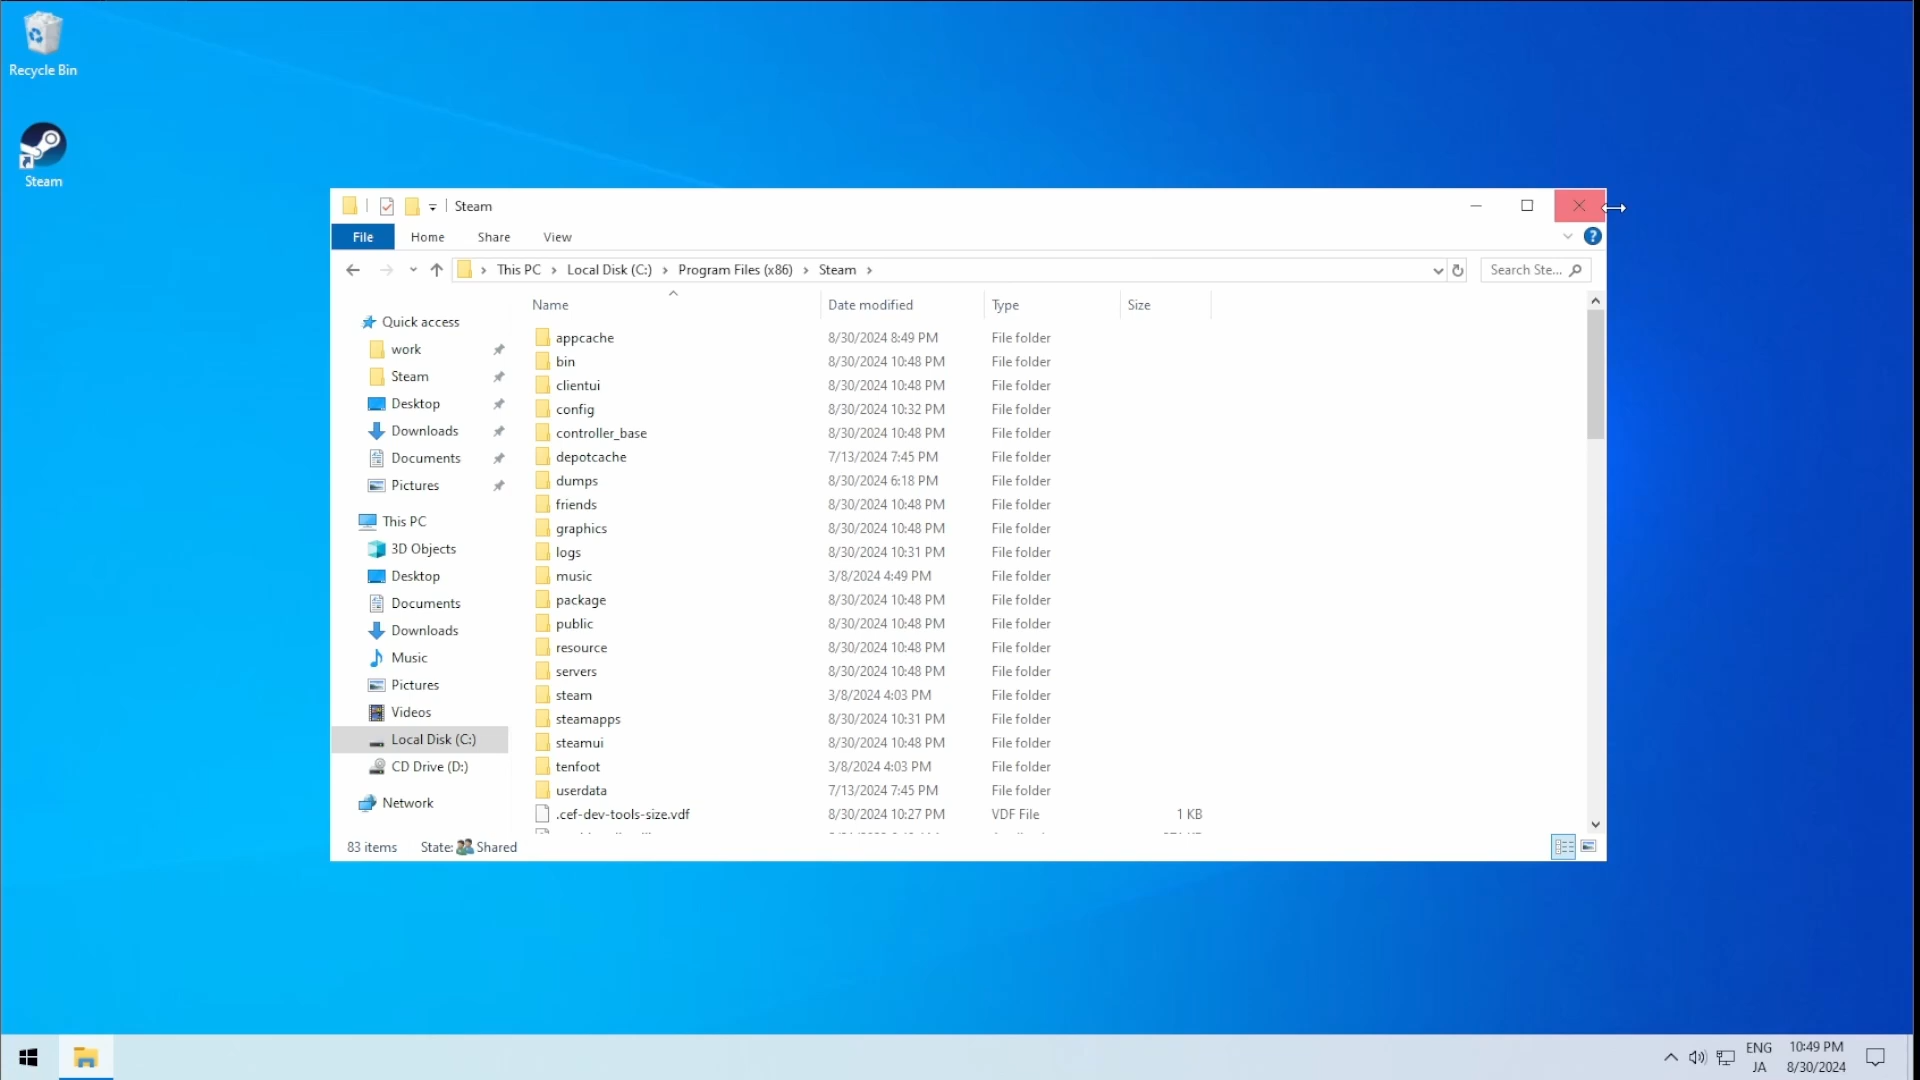 Recycle Bin
Steam
Steam
File Home Share View
This PC Local Disk (C:) Program Files (x86) Steam
Search Ste...
Name Date modified Type Size
Quick access
work
Steam
Desktop
Downloads
Documents
Pictures
This PC
3D Objects
Desktop
Documents
Downloads
Music
Pictures
Videos
Local Disk (C:)
CD Drive (D:)
Network
appcache 8/30/2024 8:49 PM File folder
bin 8/30/2024 10:48 PM File folder
clientui 8/30/2024 10:48 PM File folder
config 8/30/2024 10:32 PM File folder
controller_base 8/30/2024 10:48 PM File folder
depotcache 7/13/2024 7:45 PM File folder
dumps 8/30/2024 6:18 PM File folder
friends 8/30/2024 10:48 PM File folder
graphics 8/30/2024 10:48 PM File folder
logs 8/30/2024 10:31 PM File folder
music 3/8/2024 4:49 PM File folder
package 8/30/2024 10:48 PM File folder
public 8/30/2024 10:48 PM File folder
resource 8/30/2024 10:48 PM File folder
servers 8/30/2024 10:48 PM File folder
steam 3/8/2024 4:03 PM File folder
steamapps 8/30/2024 10:31 PM File folder
steamui 8/30/2024 10:48 PM File folder
tenfoot 3/8/2024 4:03 PM File folder
userdata 7/13/2024 7:45 PM File folder
.cef-dev-tools-size.vdf 8/30/2024 10:27 PM VDF File 1 KB
83 items State: Shared
ENG
JA
10:49 PM
8/30/2024